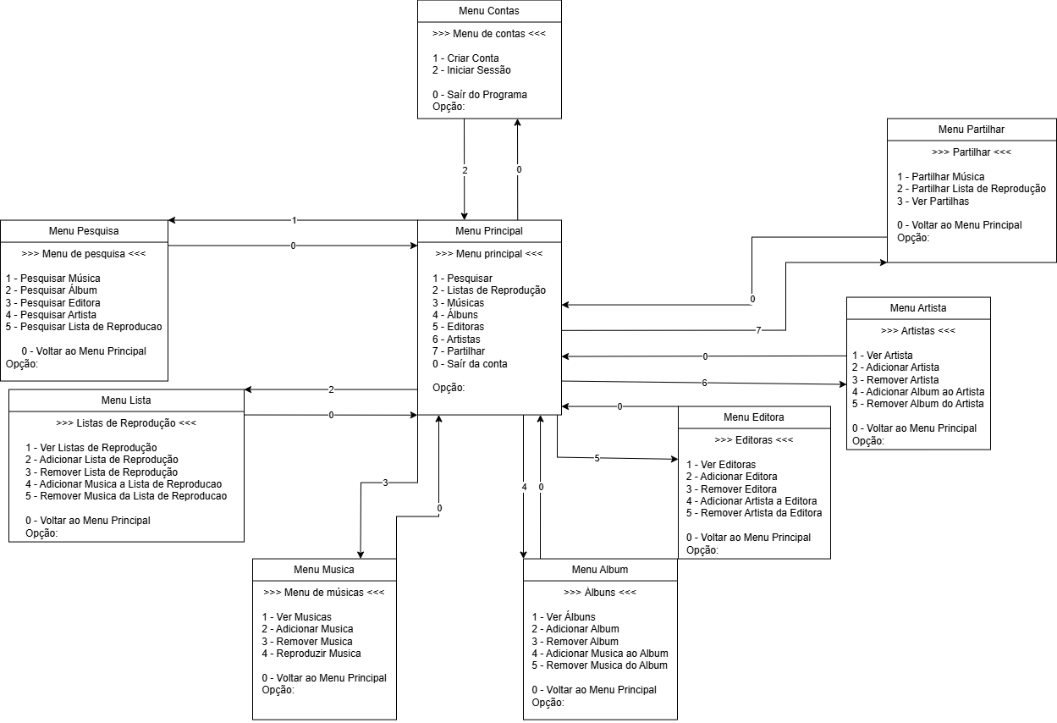 Menu Contas
>>> Menu de contas <<<
1 - Criar Conta
2 - Iniciar Sessão
0 - Saír do Programa
Opção:
2
0
Menu Partilhar
>>> Partilhar <<<
1 - Partilhar Música
2 - Partilhar Lista de Reprodução
3 - Ver Partilhas
0 - Voltar ao Menu Principal
Opção:
Menu Pesquisa
>>> Menu de pesquisa <<<
1 - Pesquisar Música
2 - Pesquisar Álbum
3 - Pesquisar Editora
4 - Pesquisar Artista
5 - Pesquisar Lista de Reproducao
0 - Voltar ao Menu Principal
Opção:
1
0
Menu Principal
>>> Menu principal <<<
1 - Pesquisar
2 - Listas de Reprodução
3 - Músicas
4 - Álbuns
5 - Editoras
6 - Artistas
7 - Partilhar
0 - Saír da conta
Opção:
0
7
Menu Artista
>>> Artistas <<<
1 - Ver Artista
2 - Adicionar Artista
3 - Remover Artista
4 - Adicionar Album ao Artista
5 - Remover Album do Artista
0 - Voltar ao Menu Principal
Opção:
0
6
Menu Lista
>>> Listas de Reprodução <<<
1 - Ver Listas de Reprodução
2 - Adicionar Lista de Reprodução
3 - Remover Lista de Reprodução
4 - Adicionar Musica a Lista de Reproducao
5 - Remover Musica da Lista de Reproducao
0 - Voltar ao Menu Principal
Opção:
2
0
Menu Editora
>>> Editoras <<<
1 - Ver Editoras
2 - Adicionar Editora
3 - Remover Editora
4 - Adicionar Artista a Editora
5 - Remover Artista da Editora
0 - Voltar ao Menu Principal
Opção:
0
5
3
0
4
0
Menu Musica
>>> Menu de músicas <<<
1 - Ver Musicas
2 - Adicionar Musica
3 - Remover Musica
4 - Reproduzir Musica
0 - Voltar ao Menu Principal
Opção:
Menu Album
>>> Álbuns <<<
1 - Ver Álbuns
2 - Adicionar Album
3 - Remover Album
4 - Adicionar Musica ao Album
5 - Remover Musica do Album
0 - Voltar ao Menu Principal
Opção: